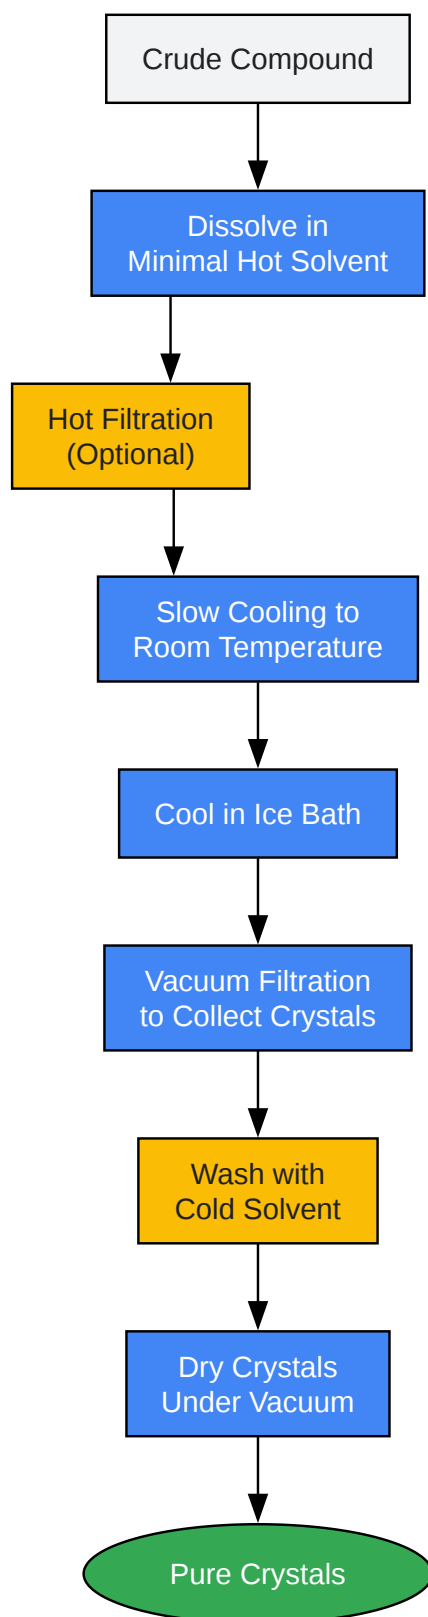 Crude Compound
Dissolve in
Minimal Hot Solvent
Hot Filtration
(Optional)
Slow Cooling to
Room Temperature
Cool in Ice Bath
Vacuum Filtration
to Collect Crystals
Wash with
Cold Solvent
Dry Crystals
Under Vacuum
Pure Crystals